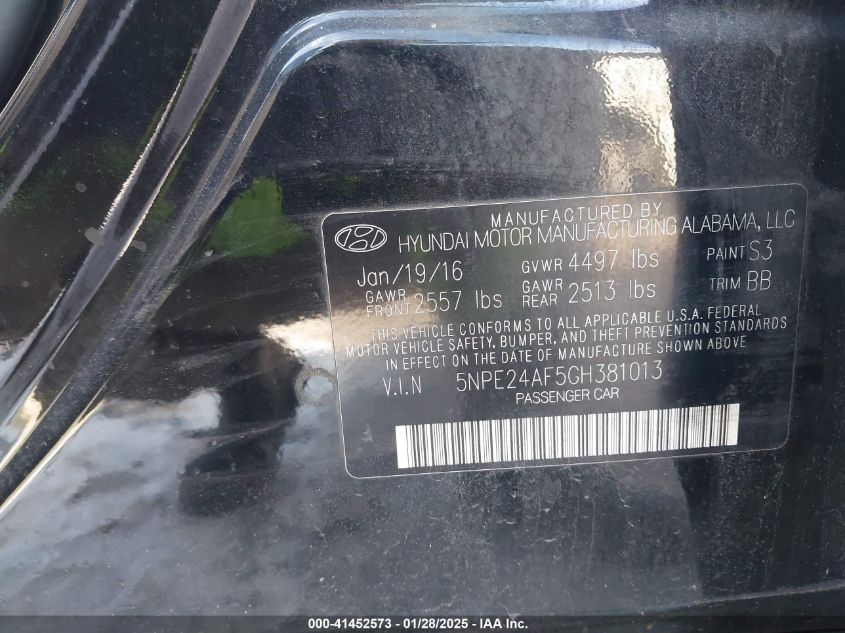 MANUFACTURED BY
HYUNDAI MOTOR MANUFACTURING ALABAMA, LLC
Jan/19/16 GVWR 4497 lbs PAINT S3
GAWR FRONT 2557 lbs GAWR REAR 2513 lbs TRIM BB
THIS VEHICLE CONFORMS TO ALL APPLICABLE U.S.A. FEDERAL
MOTOR VEHICLE SAFETY, BUMPER, AND THEFT PREVENTION STANDARDS
IN EFFECT ON THE DATE OF MANUFACTURE SHOWN ABOVE
V.I.N 5NPE24AF5GH381013
PASSENGER CAR
000-41452573 - 01/28/2025 - 1NPE - INS.